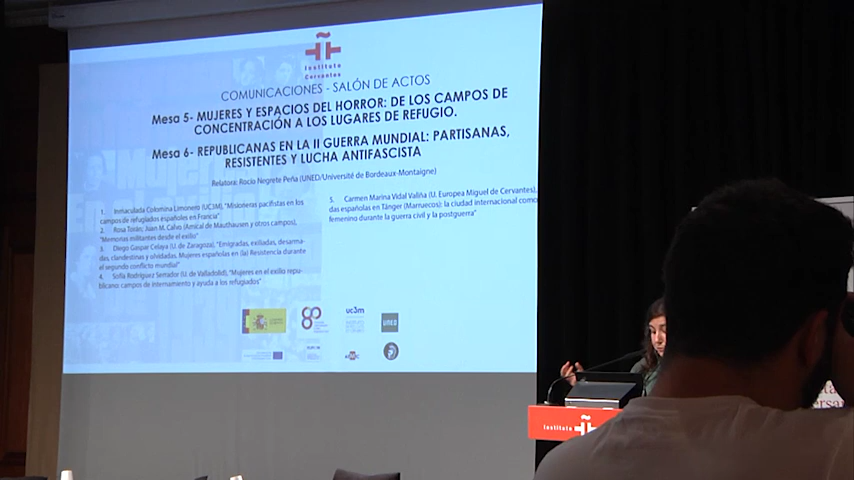 Instituto
Cervantes
COMUNICACIONES - SALÓN DE ACTOS
Mesa 5- MUJERES Y ESPACIOS DEL HORROR: DE LOS CAMPOS DE
CONCENTRACIÓN A LOS LUGARES DE REFUGIO.
Mesa 6- REPUBLICANAS EN LA II GUERRA MUNDIAL: PARTISANAS,
RESISTENTES Y LUCHA ANTIFASCISTA
Relatora: Rocío Negrete Peña (UNED/Université de Bordeaux-Montaigne)
1. Inmaculada Colomina Limonero (UC3M), "Misioneras pacifistas en los
campos de refugiados españoles en Francia"
2. Rosa Torán; Juan M. Calvo (Amical de Mauthausen y otros campos),
"Memorias militantes desde el exilio"
3. Diego Gaspar Celaya (U. de Zaragoza), "Emigradas, exiliadas, desarma-
das, clandestinas y olvidadas. Mujeres españolas en (la) Resistencia durante
el segundo conflicto mundial"
4. Sofía Rodríguez Serrador (U. de Valladolid), "Mujeres en el exilio repu-
blicano: campos de internamiento y ayuda a los refugiados"
5. Carmen Marina Vidal Valiña (U. Europea Miguel de Cervantes),
das españolas en Tánger (Marruecos): la ciudad internacional como
femenino durante la guerra civil y la postguerra"
80
uc3m
UNED
Instituto